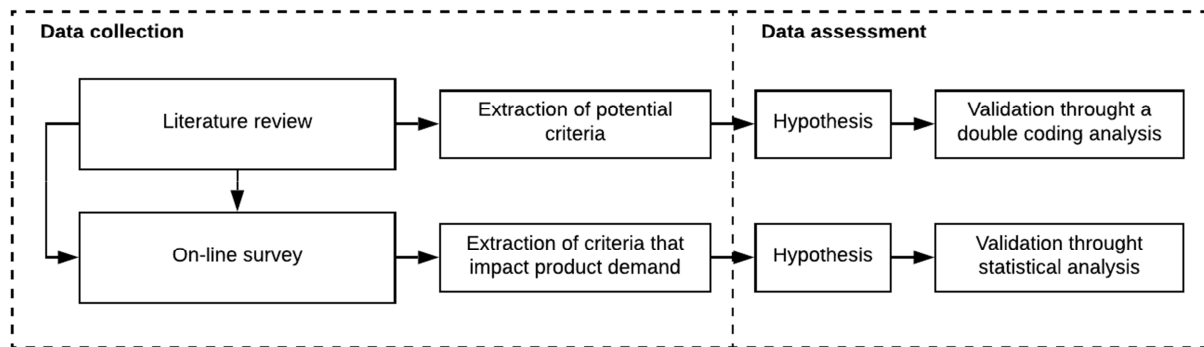 Data collection
Data assessment
Literature review
Extraction of potential
criteria
Hypothesis
Validation throught a
double coding analysis
On-line survey
Extraction of criteria that
impact product demand
Hypothesis
Validation throught
statistical analysis